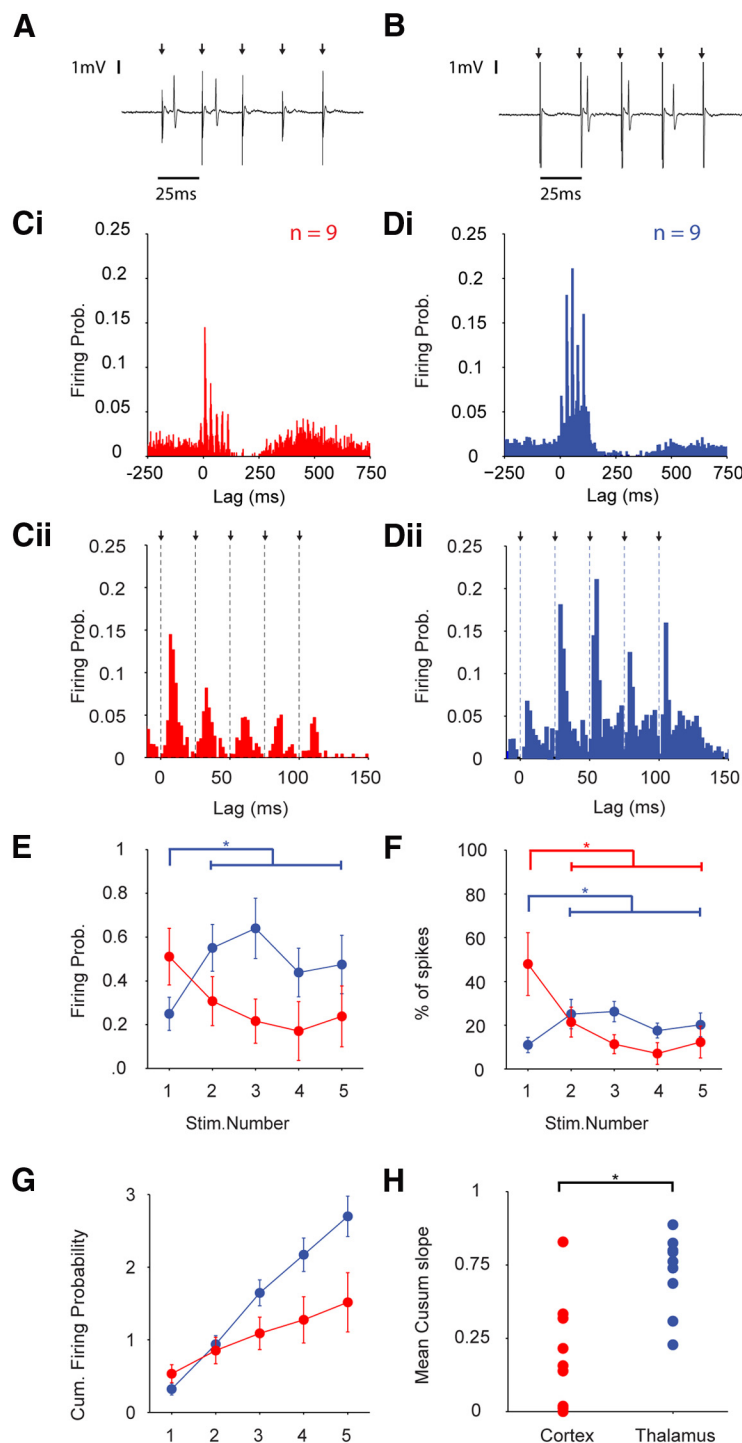 A
B
1mV
1mV
25ms
25ms
Ci
Di
n = 9
n = 9
0.25
0.2
0.15
0.1
0.05
0
Firing Prob.
-250 0 250 500 750
Lag (ms)
0.25
0.2
0.15
0.1
0.05
0
Firing Prob.
−250 0 250 500 750
Lag (ms)
Cii
Dii
0.25
0.2
0.15
0.1
0.05
0
Firing Prob.
0 50 100 150
Lag (ms)
0.25
0.2
0.15
0.1
0.05
0
Firing Prob.
0 50 100 150
Lag (ms)
E
F
*
1
0.8
0.6
0.4
0.2
.0
Firing Prob.
1 2 3 4 5
Stim.Number
*
*
100
80
60
40
20
0
% of spikes
1 2 3 4 5
Stim.Number
G
H
3
2
1
0
Cum. Firing Probability
1 2 3 4 5
*
1
0.75
0.25
0
Mean Cusum slope
Cortex Thalamus